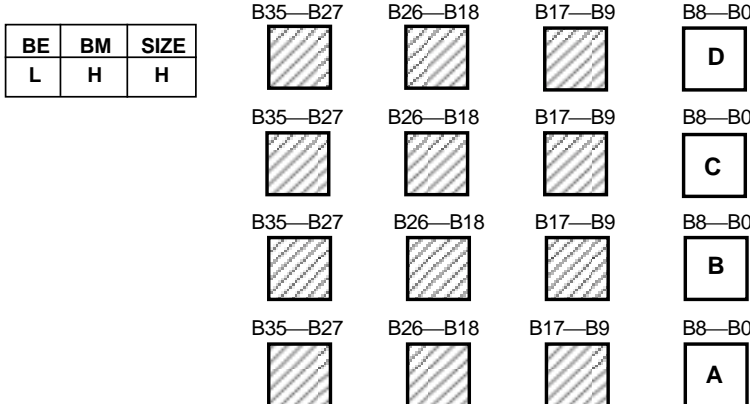 BE BM SIZE
L H H
B35—B27 B26—B18 B17—B9 B8—B0
D
B35—B27 B26—B18 B17—B9 B8—B0
C
B35—B27 B26—B18 B17—B9 B8—B0
B
B35—B27 B26—B18 B17—B9 B8—B0
A